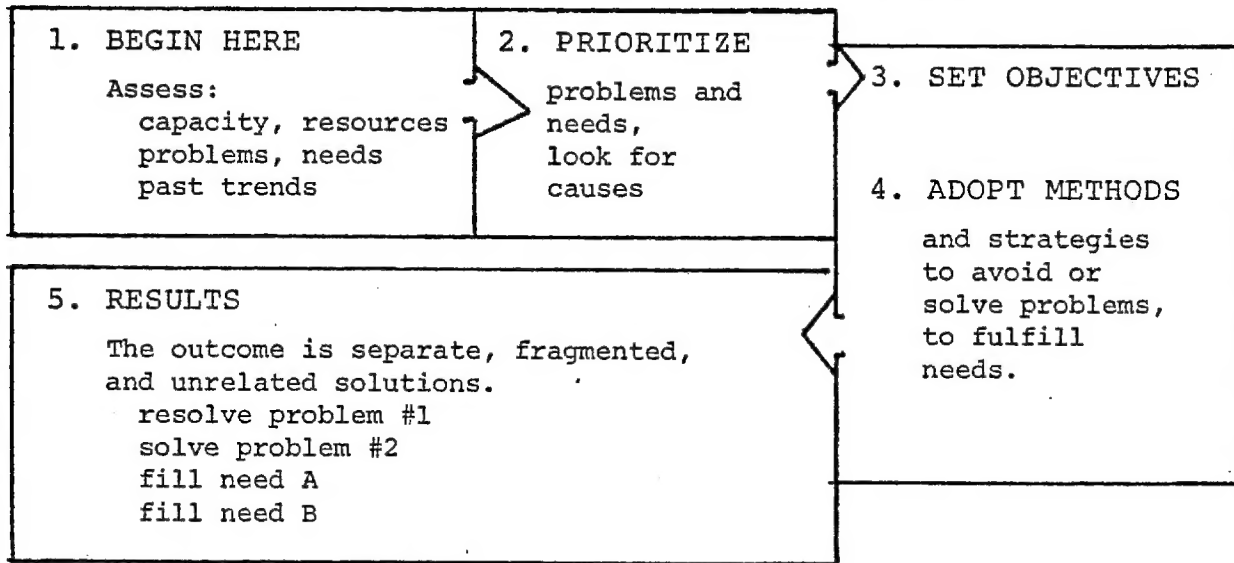 1. BEGIN HERE
Assess:
capacity, resources
problems, needs
past trends
2. PRIORITIZE
problems and
needs,
look for
causes
3. SET OBJECTIVES
4. ADOPT METHODS
and strategies
to avoid or
solve problems,
to fulfill
needs.
5. RESULTS
The outcome is separate, fragmented,
and unrelated solutions.
resolve problem #1
solve problem #2
fill need A
fill need B